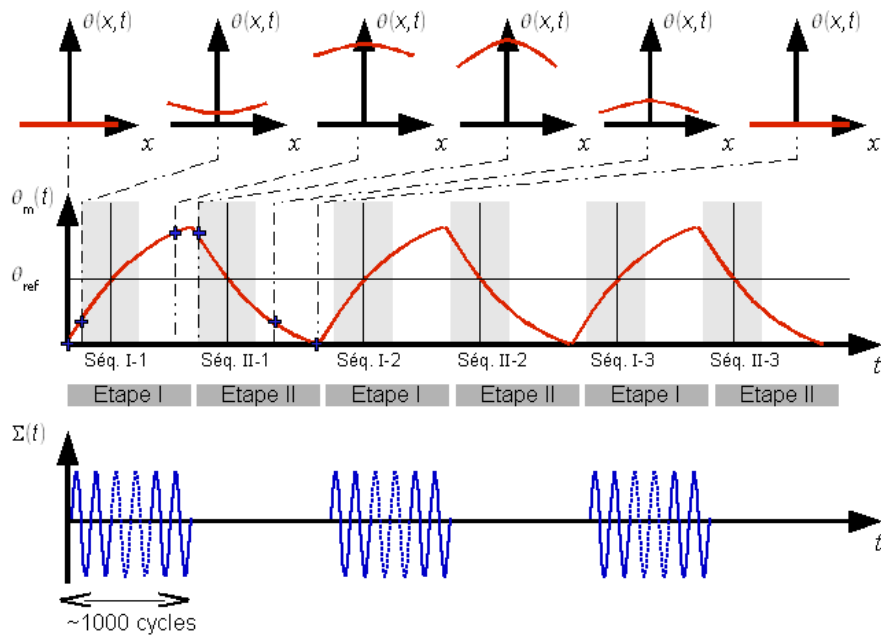 θ(x,t) θ(x,t) θ(x,t) θ(x,t) θ(x,t) θ(x,t)
x x x x x x
θm(t)
θref
Séq. I-1 Séq. II-1 Séq. I-2 Séq. II-2 Séq. I-3 Séq. II-3
t
Etape I Etape II Etape I Etape II Etape I Etape II
Σ(t)
t
~1000 cycles